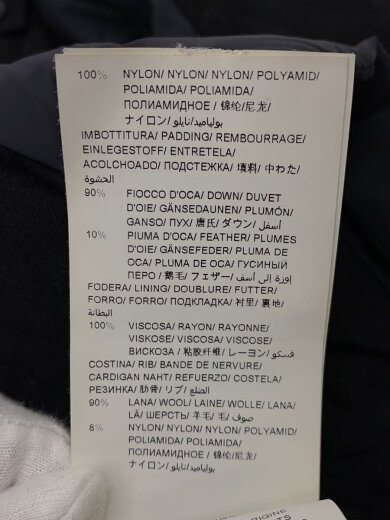 100% NYLON/ NYLON/ NYLON/ POLYAMID/
POLIAMIDA/ POLIAMIDA/
ПОЛИАМИДНОЕ / 锦纶/尼龙/
ナイロン/ بولياميد/نايلو/
IMBOTTITURA/ PADDING/ REMBOURRAGE/
EINLEGESTOFF/ ENTRETELA/
ACOLCHOADO/ ПОДСТЕЖКА/ 填料/ 中わた/
الحشوة
90% FIOCCO D'OCA/ DOWN/ DUVET
D'OIE/ GÄNSEDAUNEN/ PLUMÓN/
GANSO/ ПУХ/ 唐氏/ ダウン/ أسفل/
10% PIUMA D'OCA/ FEATHER/ PLUMES
D'OIE/ GÄNSEFEDER/ PLUMA DE
OCA/ PLUMA DE OCA/ ГУСИНЫЙ
ПЕРО / 鹅毛/ フェザー/ إوزة إلى أسف/
FODERA/ LINING/ DOUBLURE/ FUTTER/
FORRO/ FORRO/ ПОДКЛАДКА/ 衬里/ 裏地/
البطانة
100% VISCOSA/ RAYON/ RAYONNE/
VISKOSE/ VISCOSA/ VISCOSE/
ВИСКОЗА / 粘胶纤维/ レーヨン/ فسكو/
COSTINA/ RIB/ BANDE DE NERVURE/
CARDIGAN NAHT/ REFUERZO/ COSTELA/
РЕЗИНКА/ 肋骨/ リブ/ الضلع/
90% LANA/ WOOL/ LAINE/ WOLLE/ LANA/
LÃ/ ШЕРСТЬ/ 羊毛/ 毛/ صوف/
8% NYLON/ NYLON/ NYLON/ POLYAMID/
POLIAMIDA/ POLIAMIDA/
ПОЛИАМИДНОЕ / 锦纶/尼龙/
ナイロン/ بولياميد/نايلو/